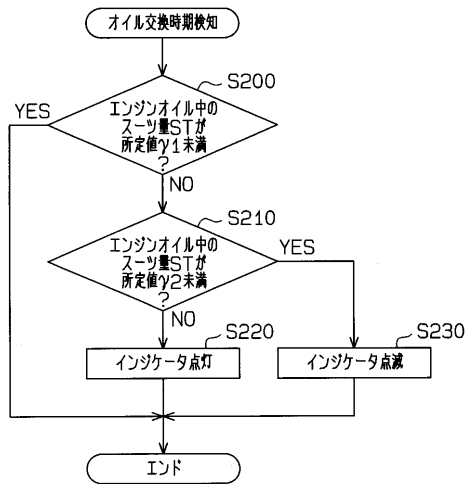 オイル交換時期検知
S200
YES
エンジンオイル中の
スーツ量STが
所定値γ1未満
?
NO
S210
エンジンオイル中の
スーツ量STが
所定値γ2未満
?
YES
NO
S220
インジケータ点灯
S230
インジケータ点滅
エンド